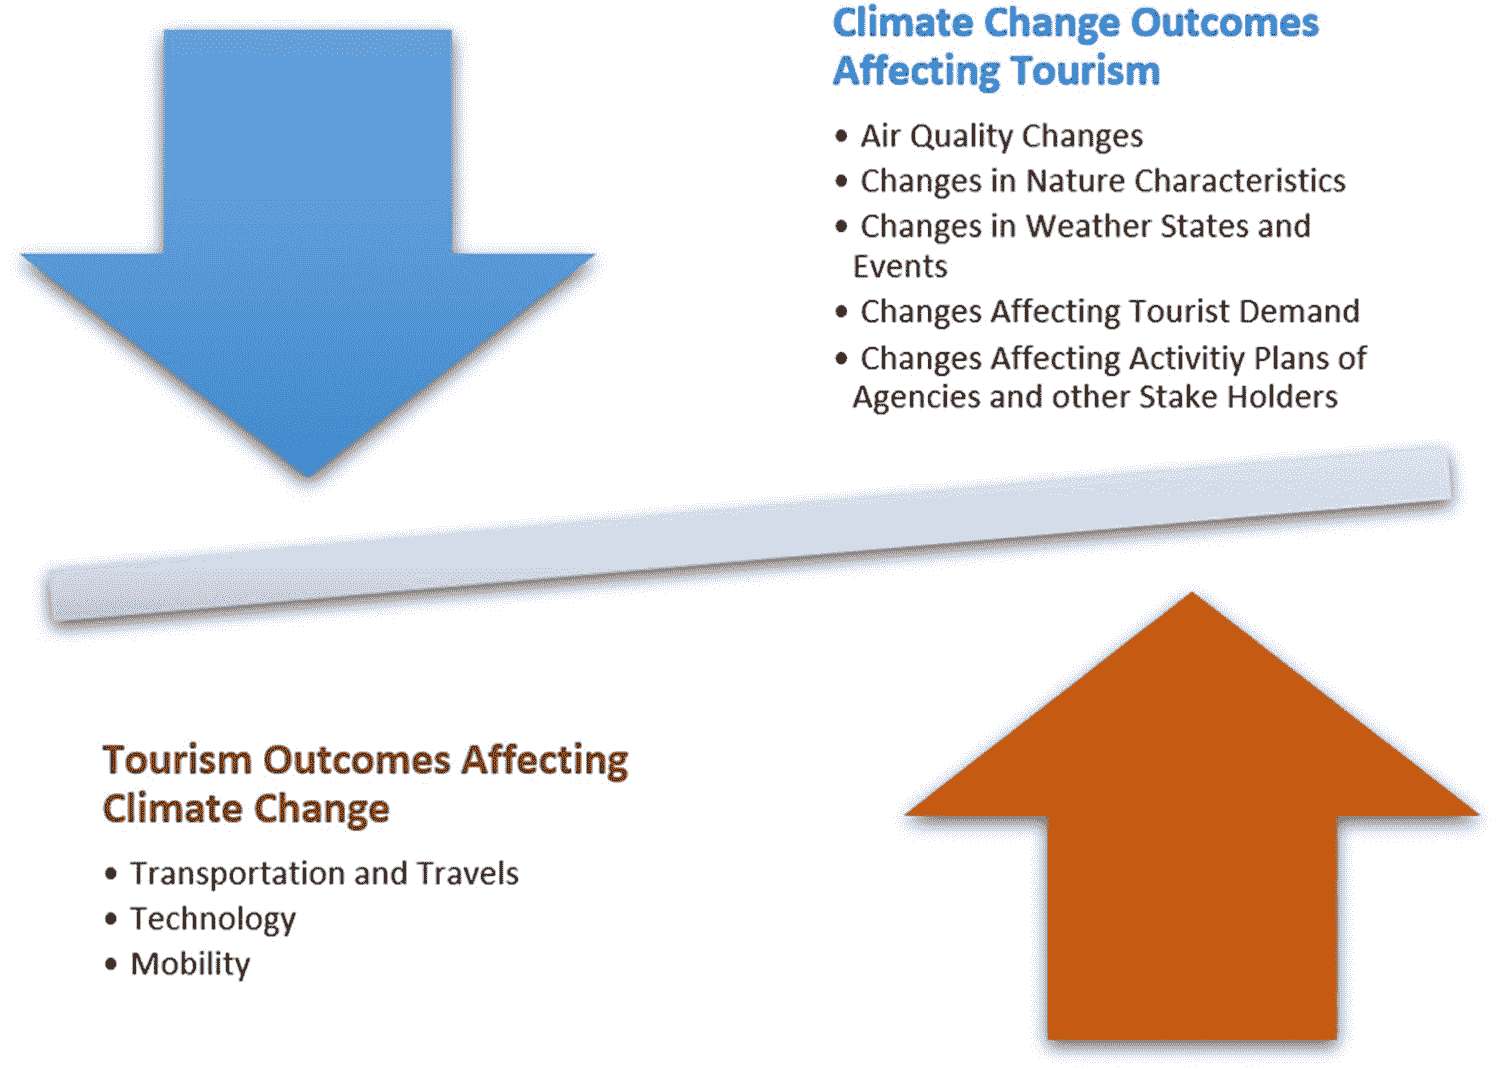 Climate Change Outcomes
Affecting Tourism
• Air Quality Changes
• Changes in Nature Characteristics
• Changes in Weather States and
Events
• Changes Affecting Tourist Demand
• Changes Affecting Activitiy Plans of
Agencies and other Stake Holders
Tourism Outcomes Affecting
Climate Change
• Transportation and Travels
• Technology
• Mobility